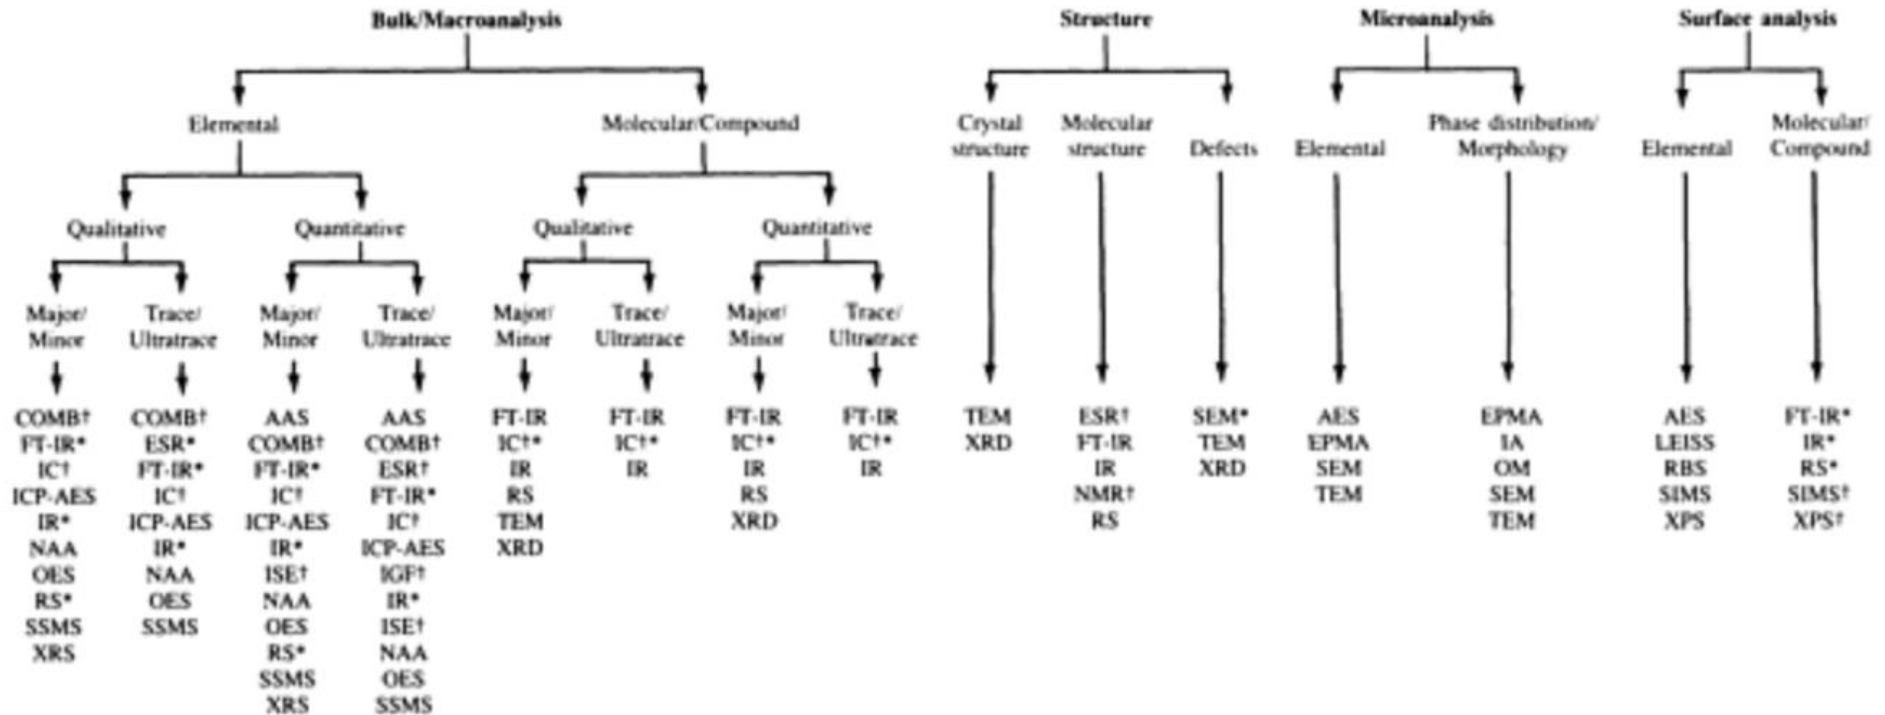 Bulk/Macroanalysis
Structure
Microanalysis
Surface analysis
Elemental
Molecular/Compound
Crystal
structure
Molecular
structure
Defects
Elemental
Phase distribution/
Morphology
Elemental
Molecular/
Compound
Qualitative
Quantitative
Qualitative
Quantitative
Major/
Minor
Trace/
Ultratrace
Major/
Minor
Trace/
Ultratrace
Major/
Minor
Trace/
Ultratrace
Major/
Minor
Trace/
Ultratrace
COMB†
FT-IR*
IC†
ICP-AES
IR*
NAA
OES
RS*
SSMS
XRS
COMB†
ESR*
FT-IR*
IC†
ICP-AES
IR*
NAA
OES
SSMS
AAS
COMB†
FT-IR*
IC†
ICP-AES
IR*
ISE†
NAA
OES
RS*
SSMS
XRS
AAS
COMB†
ESR†
FT-IR*
IC†
ICP-AES
IGF†
IR*
ISE†
NAA
OES
SSMS
FT-IR
IC†*
IR
RS
TEM
XRD
FT-IR
IC†*
IR
FT-IR
IC†*
IR
RS
XRD
FT-IR
IC†*
IR
TEM
XRD
ESR†
FT-IR
IR
NMR†
RS
SEM*
TEM
XRD
AES
EPMA
SEM
TEM
EPMA
IA
OM
SEM
TEM
AES
LEISS
RBS
SIMS
XPS
FT-IR*
IR*
RS*
SIMS†
XPS†